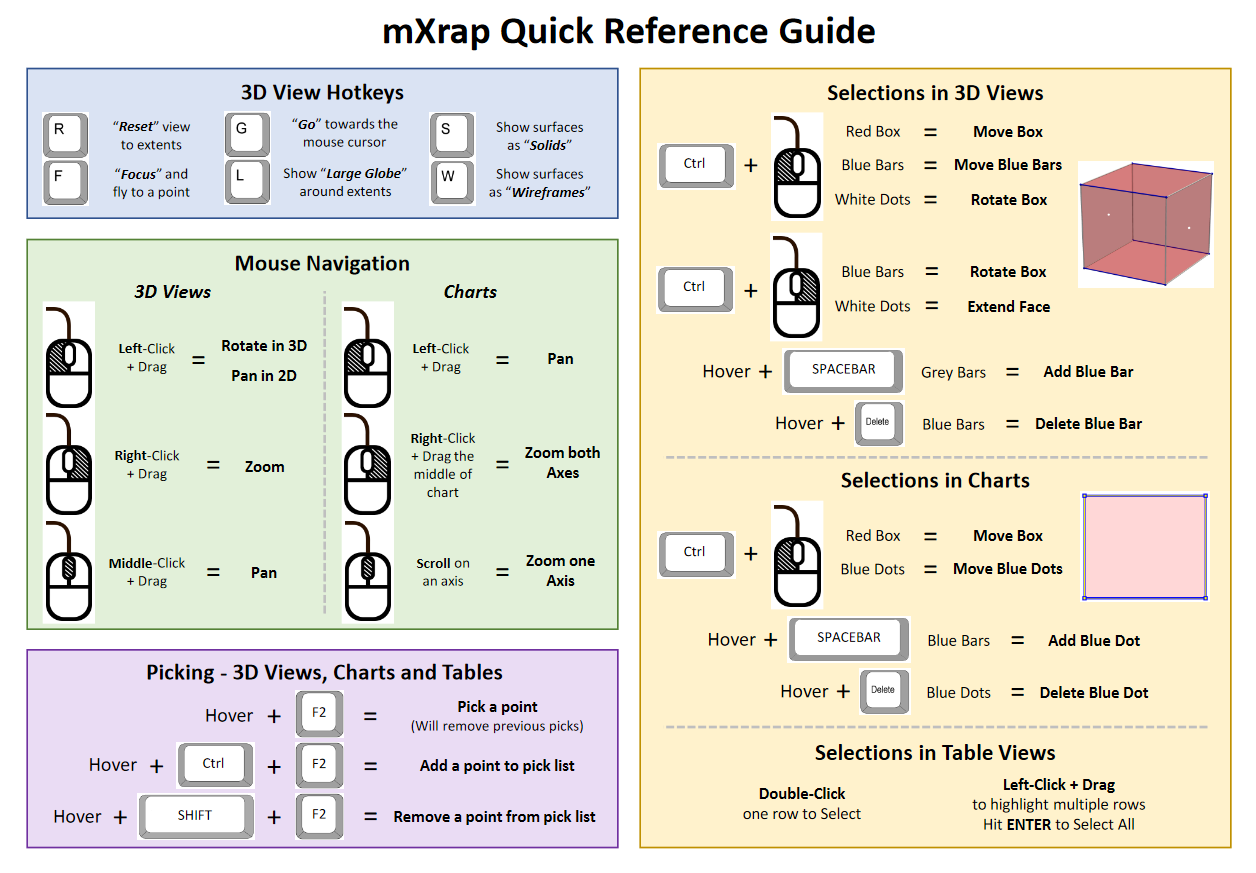 mXrap Quick Reference Guide
3D View Hotkeys
R
“Reset” view
to extents
G
“Go” towards the
mouse cursor
S
Show surfaces
as “Solids”
F
“Focus” and
fly to a point
L
Show “Large Globe”
around extents
W
Show surfaces
as “Wireframes”
Mouse Navigation
3D Views
Left-Click
+ Drag
=
Rotate in 3D
Pan in 2D
Right-Click
+ Drag
=
Zoom
Middle-Click
+ Drag
=
Pan
Charts
Left-Click
+ Drag
=
Pan
Right-Click
+ Drag the
middle of
chart
=
Zoom both
Axes
Scroll on
an axis
=
Zoom one
Axis
Picking - 3D Views, Charts and Tables
Hover + F2 =
Pick a point
(Will remove previous picks)
Hover + Ctrl + F2 = Add a point to pick list
Hover + SHIFT + F2 = Remove a point from pick list
Selections in 3D Views
Ctrl +
Red Box = Move Box
Blue Bars = Move Blue Bars
White Dots = Rotate Box
Ctrl +
Blue Bars = Rotate Box
White Dots = Extend Face
Hover + SPACEBAR Grey Bars = Add Blue Bar
Hover + Delete Blue Bars = Delete Blue Bar
Selections in Charts
Ctrl +
Red Box = Move Box
Blue Dots = Move Blue Dots
Hover + SPACEBAR Blue Bars = Add Blue Dot
Hover + Delete Blue Dots = Delete Blue Dot
Selections in Table Views
Double-Click
one row to Select
Left-Click + Drag
to highlight multiple rows
Hit ENTER to Select All